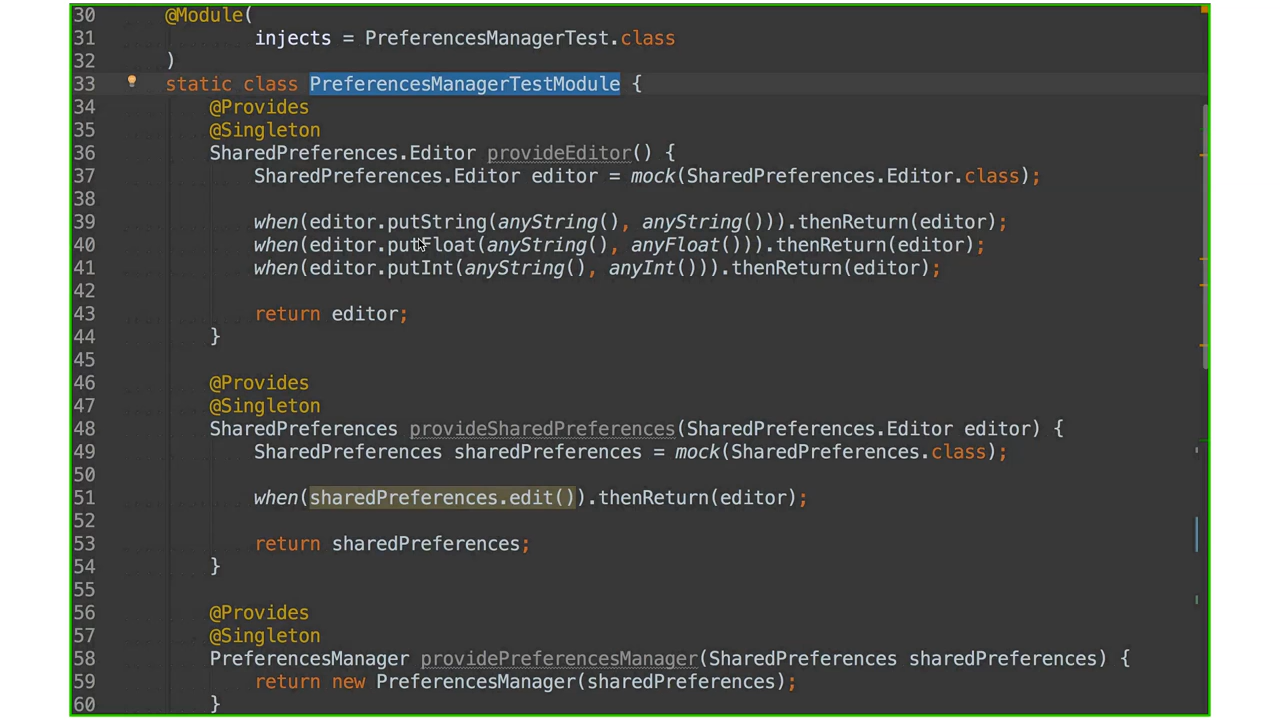 30 @Module(
31 injects = PreferencesManagerTest.class
32 )
33 static class PreferencesManagerTestModule {
34 @Provides
35 @Singleton
36 SharedPreferences.Editor provideEditor() {
37 SharedPreferences.Editor editor = mock(SharedPreferences.Editor.class);
38
39 when(editor.putString(anyString(), anyString())).thenReturn(editor);
40 when(editor.putFloat(anyString(), anyFloat())).thenReturn(editor);
41 when(editor.putInt(anyString(), anyInt())).thenReturn(editor);
42
43 return editor;
44 }
45
46 @Provides
47 @Singleton
48 SharedPreferences provideSharedPreferences(SharedPreferences.Editor editor) {
49 SharedPreferences sharedPreferences = mock(SharedPreferences.class);
50
51 when(sharedPreferences.edit()).thenReturn(editor);
52
53 return sharedPreferences;
54 }
55
56 @Provides
57 @Singleton
58 PreferencesManager providePreferencesManager(SharedPreferences sharedPreferences) {
59 return new PreferencesManager(sharedPreferences);
60 }